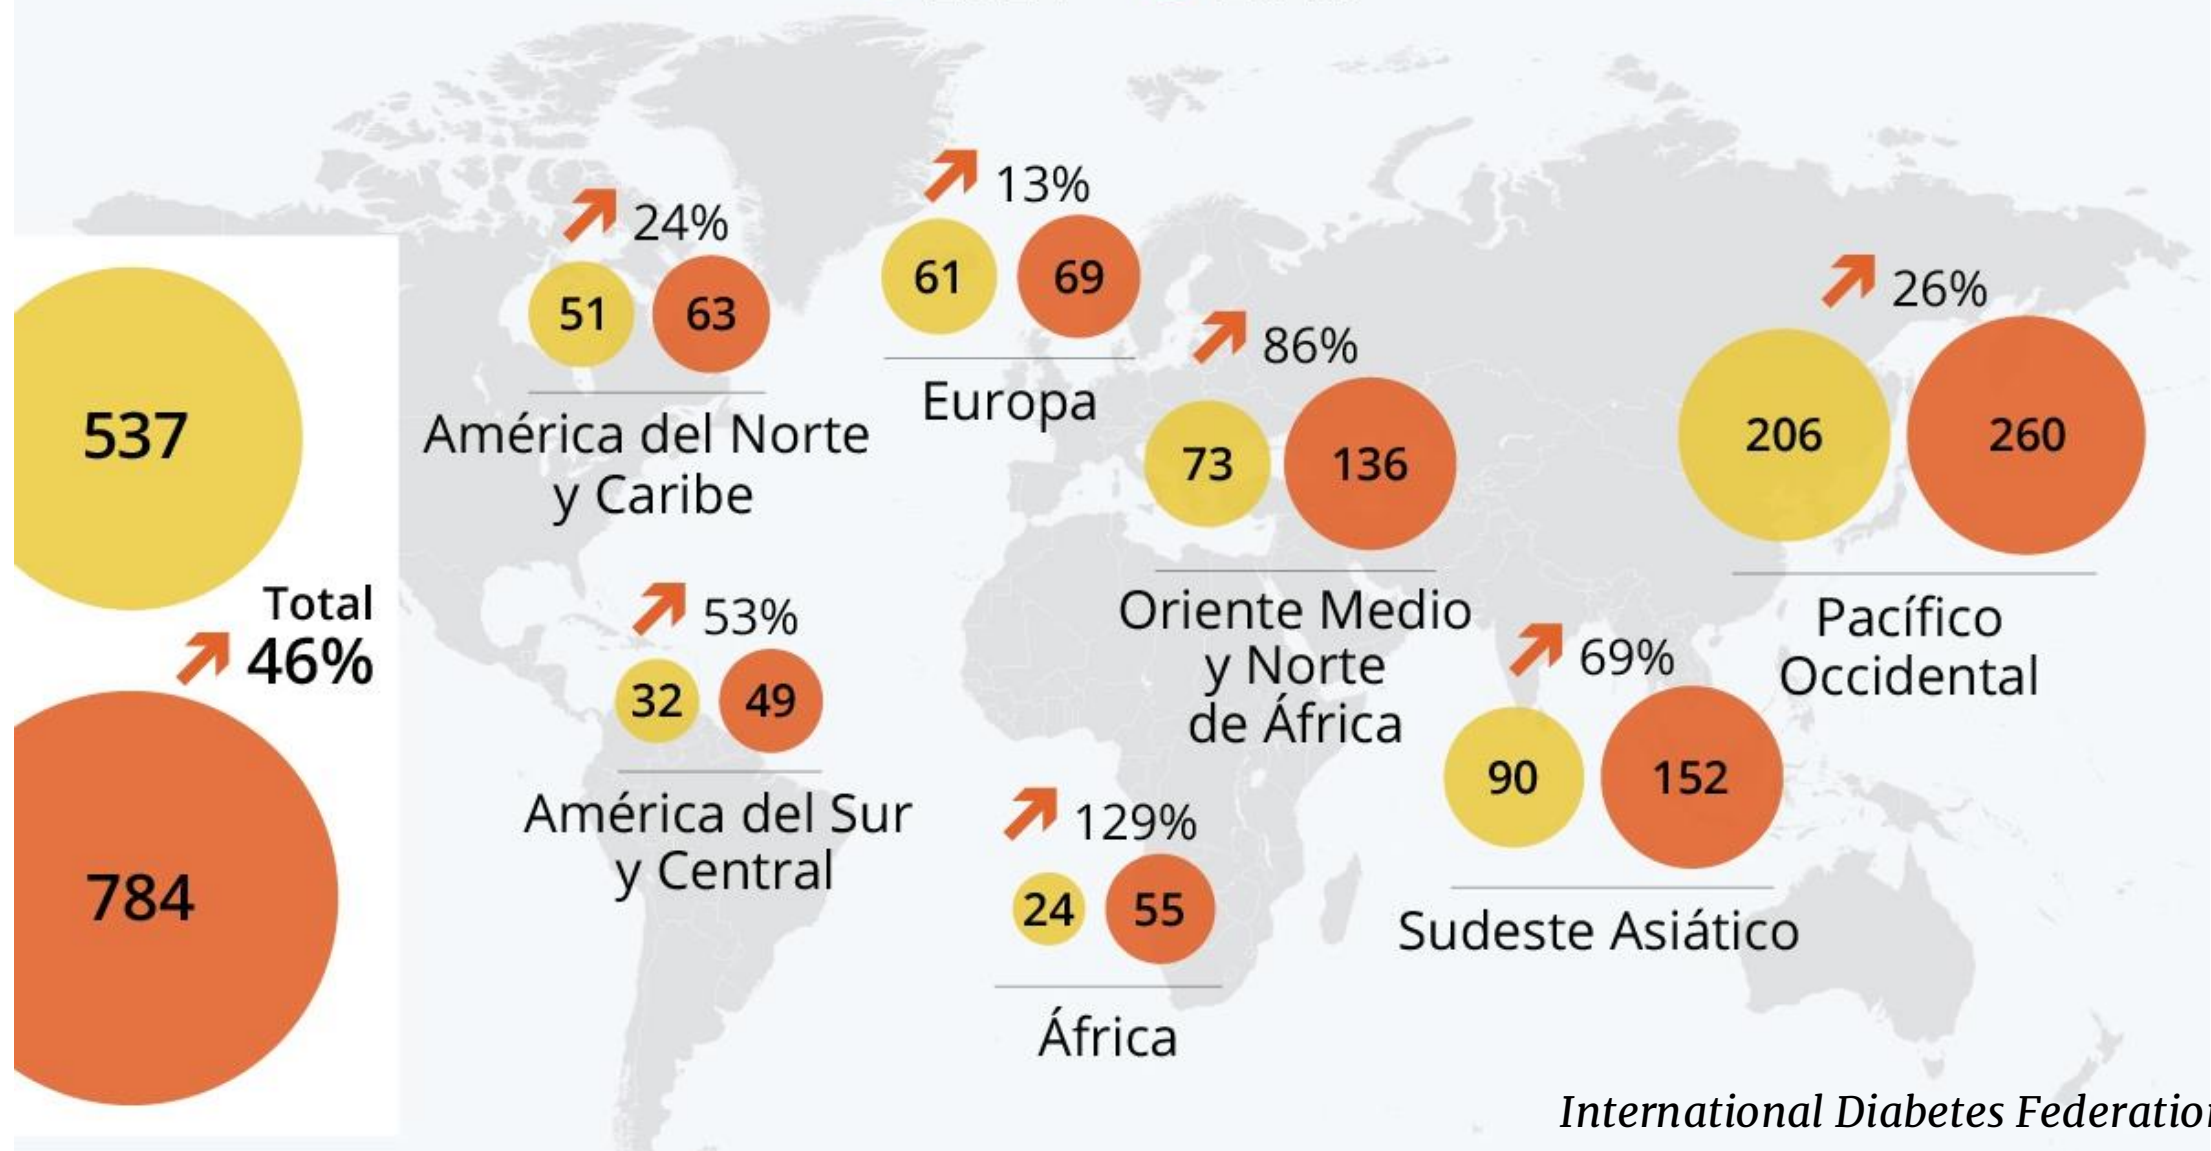 537
Total
46%
784
24%
51 63
América del Norte
y Caribe
13%
61 69
Europa
86%
73 136
Oriente Medio
y Norte
de África
26%
206 260
Pacífico
Occidental
53%
32 49
América del Sur
y Central
129%
24 55
África
69%
90 152
Sudeste Asiático
International Diabetes Federatio